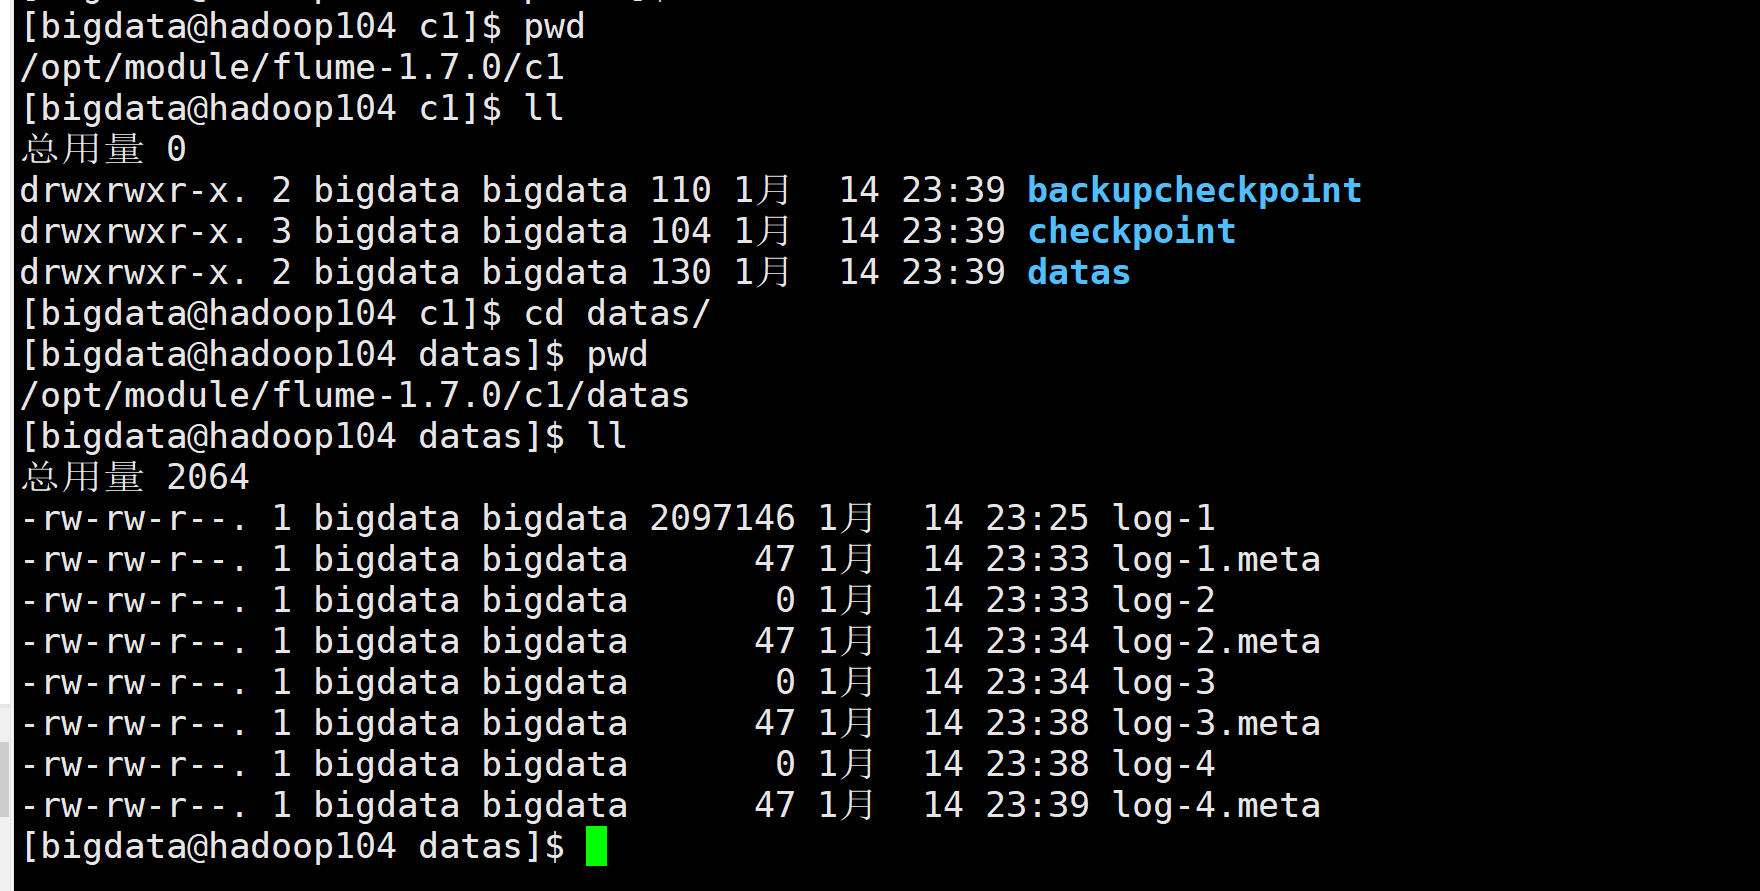 [bigdata@hadoop104 c1]$ pwd
/opt/module/flume-1.7.0/c1
[bigdata@hadoop104 c1]$ ll
总用量 0
drwxrwxr-x. 2 bigdata bigdata 110 1月  14 23:39 backupcheckpoint
drwxrwxr-x. 3 bigdata bigdata 104 1月  14 23:39 checkpoint
drwxrwxr-x. 2 bigdata bigdata 130 1月  14 23:39 datas
[bigdata@hadoop104 c1]$ cd datas/
[bigdata@hadoop104 datas]$ pwd
/opt/module/flume-1.7.0/c1/datas
[bigdata@hadoop104 datas]$ ll
总用量 2064
-rw-rw-r--. 1 bigdata bigdata 2097146 1月  14 23:25 log-1
-rw-rw-r--. 1 bigdata bigdata      47 1月  14 23:33 log-1.meta
-rw-rw-r--. 1 bigdata bigdata       0 1月  14 23:33 log-2
-rw-rw-r--. 1 bigdata bigdata      47 1月  14 23:34 log-2.meta
-rw-rw-r--. 1 bigdata bigdata       0 1月  14 23:34 log-3
-rw-rw-r--. 1 bigdata bigdata      47 1月  14 23:38 log-3.meta
-rw-rw-r--. 1 bigdata bigdata       0 1月  14 23:38 log-4
-rw-rw-r--. 1 bigdata bigdata      47 1月  14 23:39 log-4.meta
[bigdata@hadoop104 datas]$